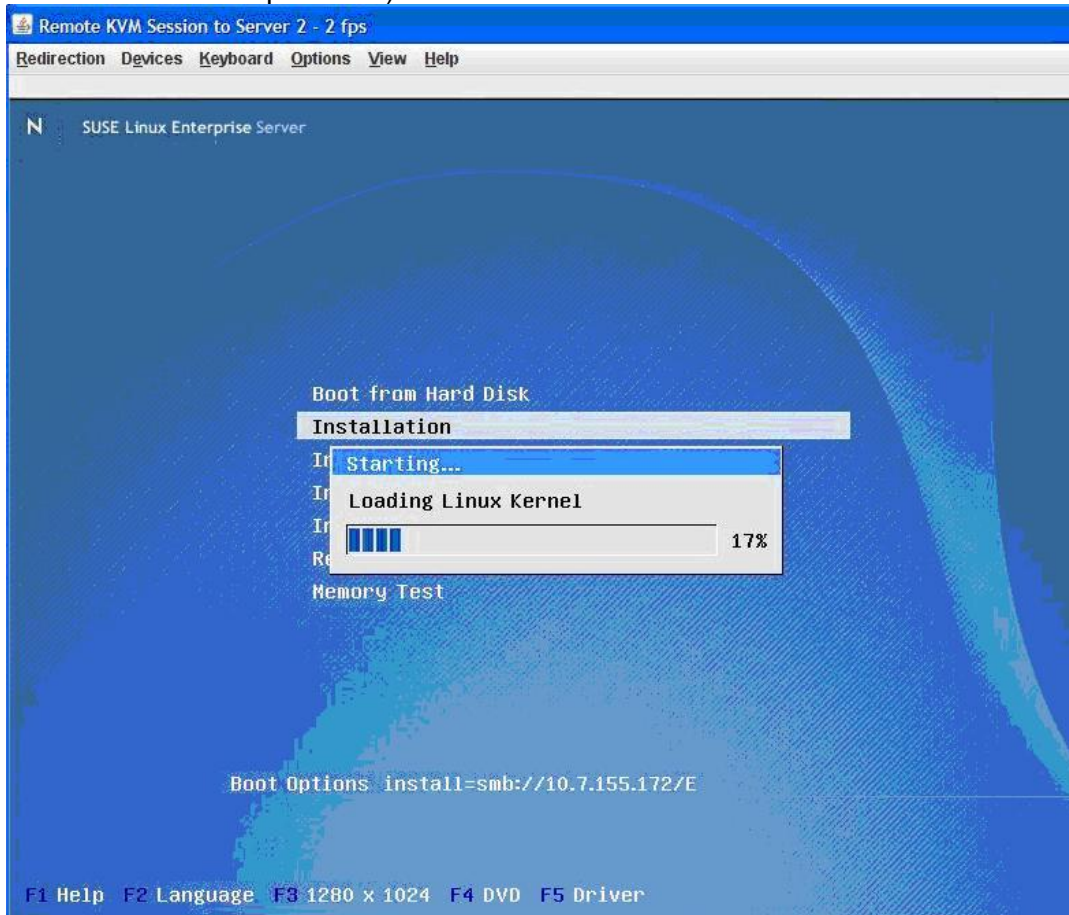 Remote KVM Session to Server 2 - 2 fps
Redirection Devices Keyboard Options View Help
N SUSE Linux Enterprise Server
Boot from Hard Disk
Installation
Starting...
Loading Linux Kernel
17%
Memory Test
Boot Options install=smb://10.7.155.172/E
F1 Help F2 Language F3 1280 x 1024 F4 DVD F5 Driver